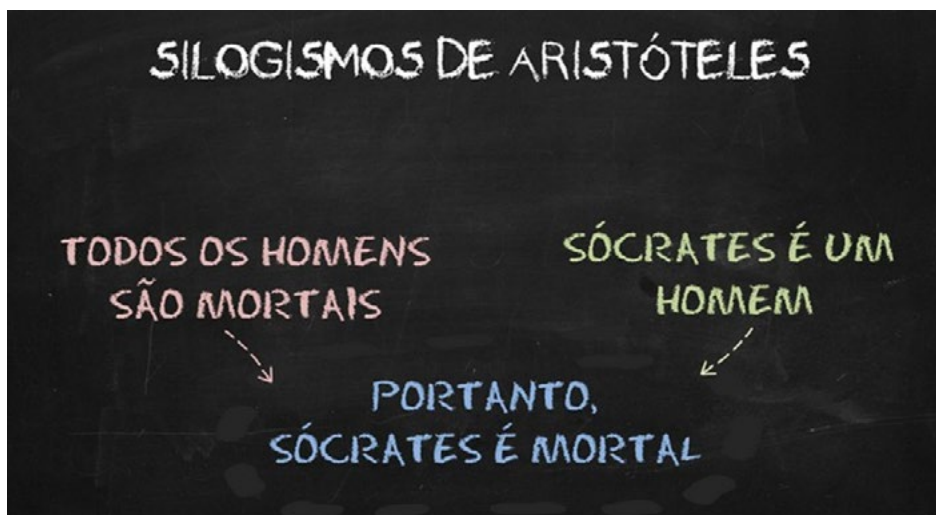 SILOGISMOS DE ARISTÓTELES
TODOS OS HOMENS
SÃO MORTAIS
SÓCRATES É UM
HOMEM
PORTANTO,
SÓCRATES É MORTAL